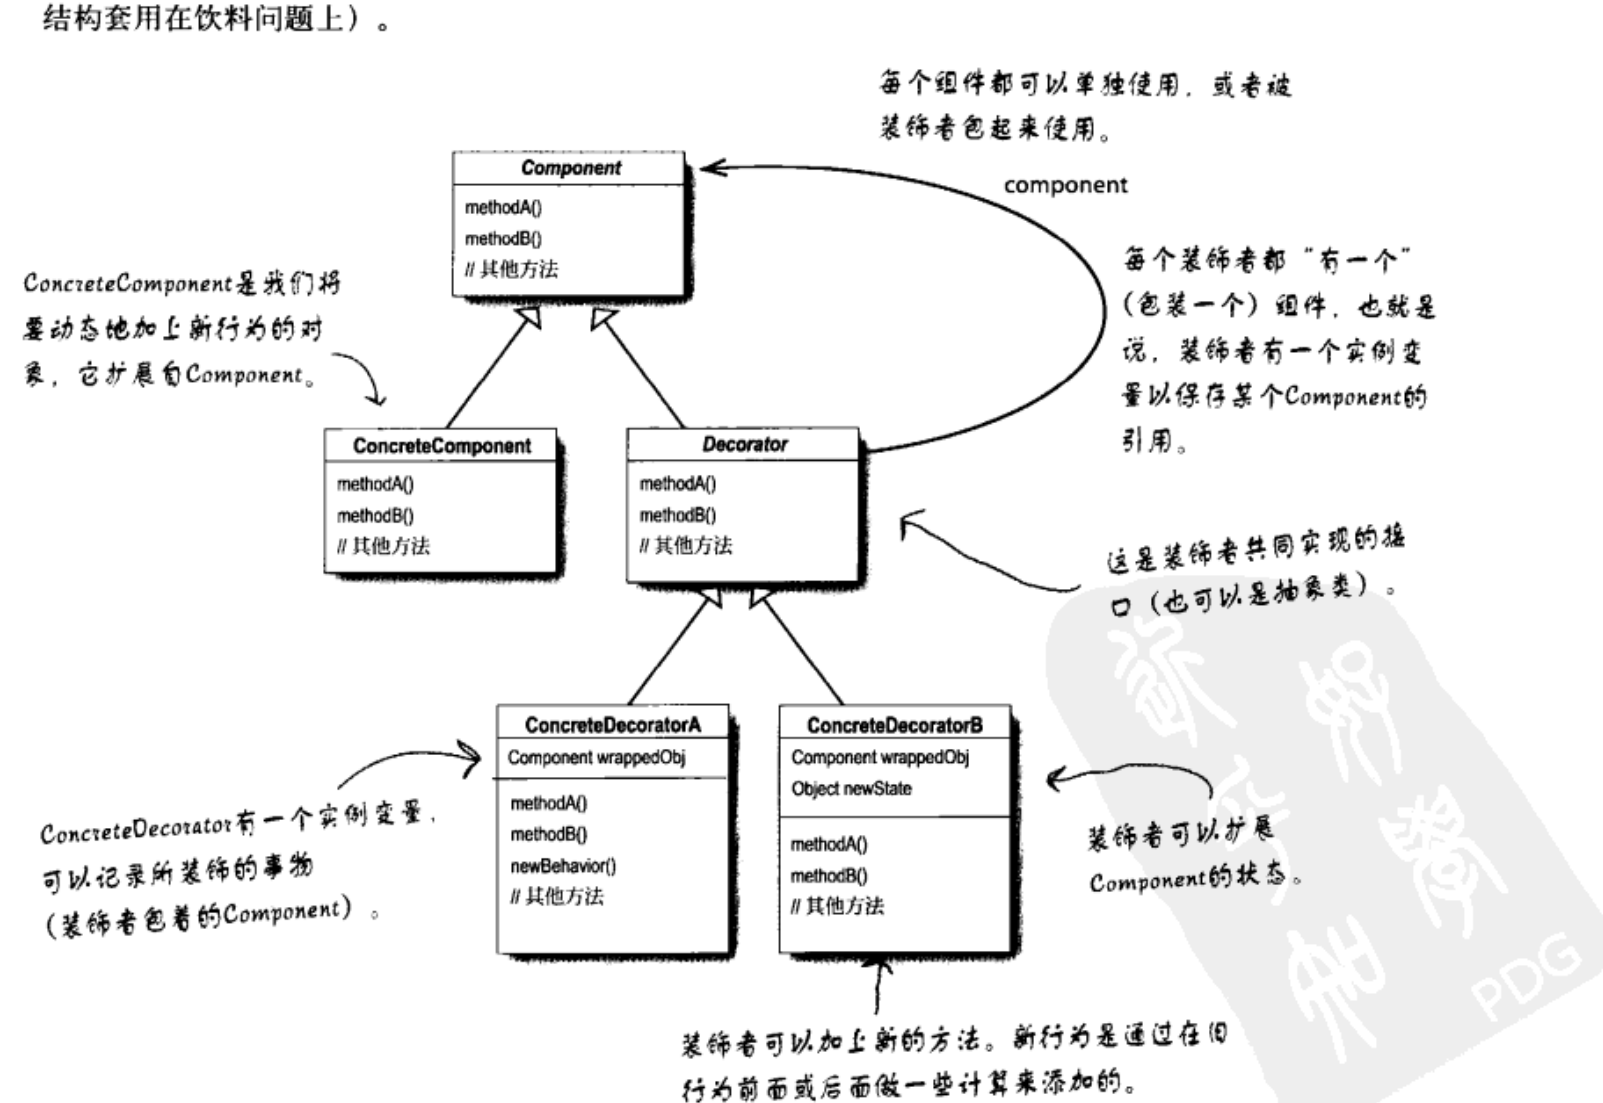 结构套用在饮料问题上）。
每个组件都可以单独使用，或者被
装饰者包起来使用。
Component
methodA()
methodB()
// 其他方法
component
每个装饰者都“有一个”
（包装一个）组件，也就是
说，装饰者有一个实例变
量以保存某个Component的
引用。
ConcreteComponent是我们将
要动态地加上新行为的对
象，它扩展自Component。
ConcreteComponent
methodA()
methodB()
// 其他方法
Decorator
methodA()
methodB()
// 其他方法
这是装饰者共同实现的接
口（也可以是抽象类）。
ConcreteDecoratorA
Component wrappedObj
methodA()
methodB()
newBehavior()
// 其他方法
ConcreteDecoratorB
Component wrappedObj
Object newState
methodA()
methodB()
// 其他方法
ConcreteDecorator有一个实例变量，
可以记录所装饰的事物
（装饰者包着的Component）。
装饰者可以扩展
Component的状态。
装饰者可以加上新的方法。新行为是通过在旧
行为前面或后面做一些计算来添加的。
PDG